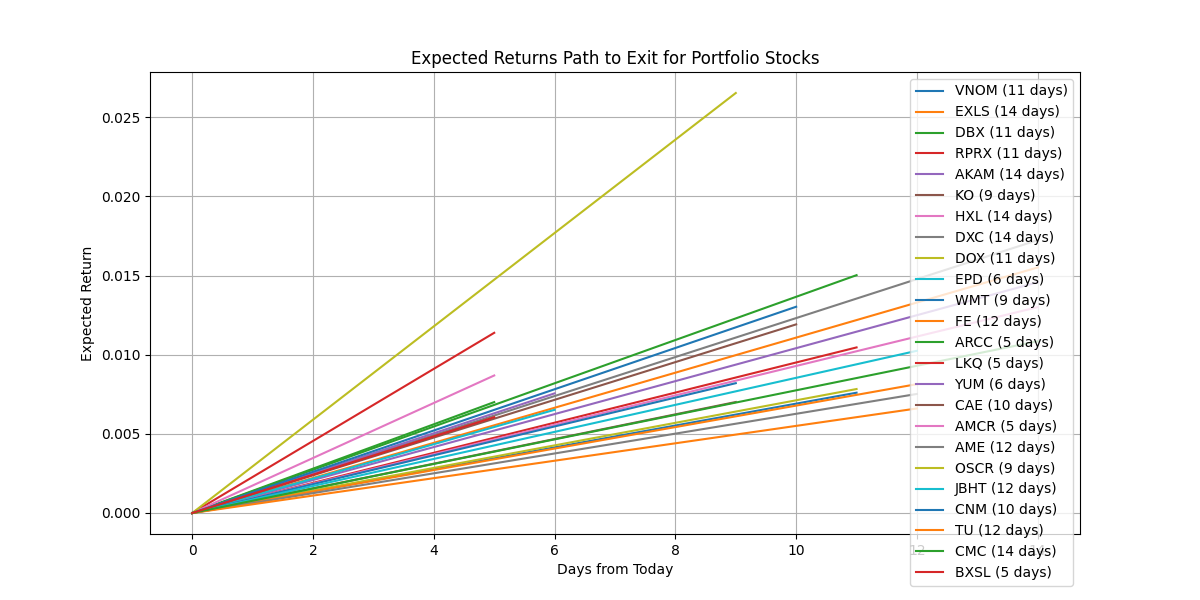 Expected Returns Path to Exit for Portfolio Stocks
Expected Return
0.025
0.020
0.015
0.010
0.005
0.000
0 2 4 6 8 10 12
Days from Today
VNOM (11 days)
EXLS (14 days)
DBX (11 days)
RPRX (11 days)
AKAM (14 days)
KO (9 days)
HXL (14 days)
DXC (14 days)
DOX (11 days)
EPD (6 days)
WMT (9 days)
FE (12 days)
ARCC (5 days)
LKQ (5 days)
YUM (6 days)
CAE (10 days)
AMCR (5 days)
AME (12 days)
OSCR (9 days)
JBHT (12 days)
CNM (10 days)
TU (12 days)
CMC (14 days)
BXSL (5 days)